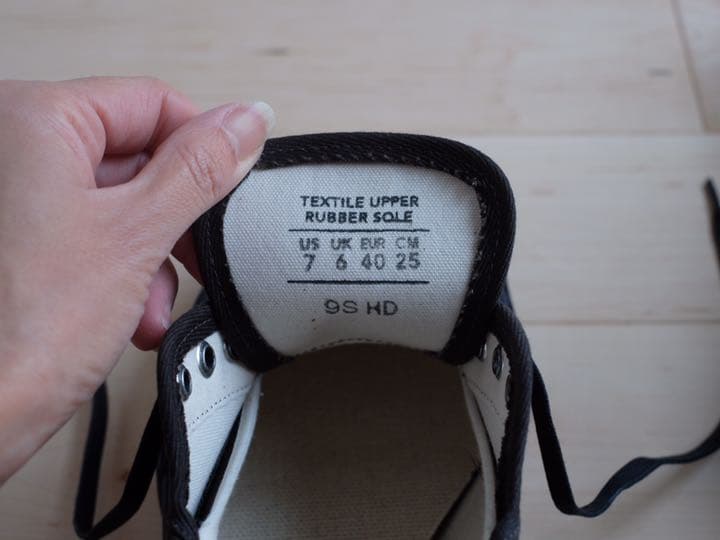 TEXTILE UPPER
RUBBER SOLE
US UK EUR CM
7 6 40 25
9S HD